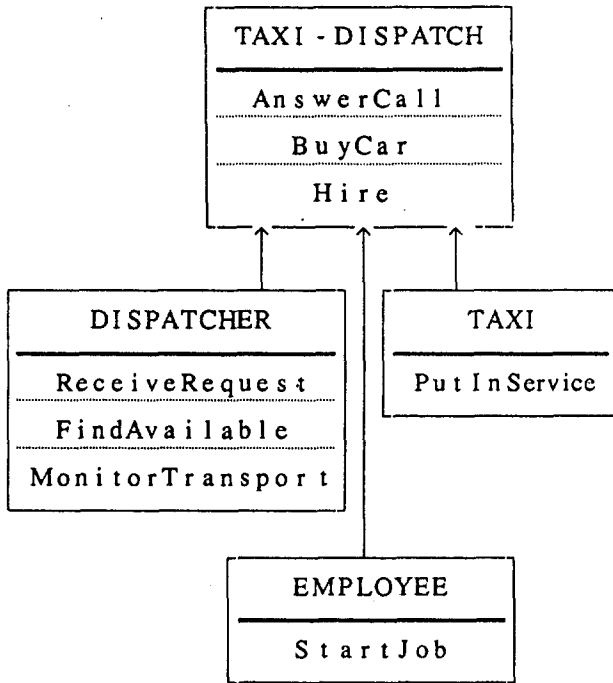 TAXI - DISPATCH
AnswerCall
BuyCar
Hire
DISPATCHER
ReceiveRequest
FindAvailable
MonitorTransport
TAXI
PutInService
EMPLOYEE
StartJob